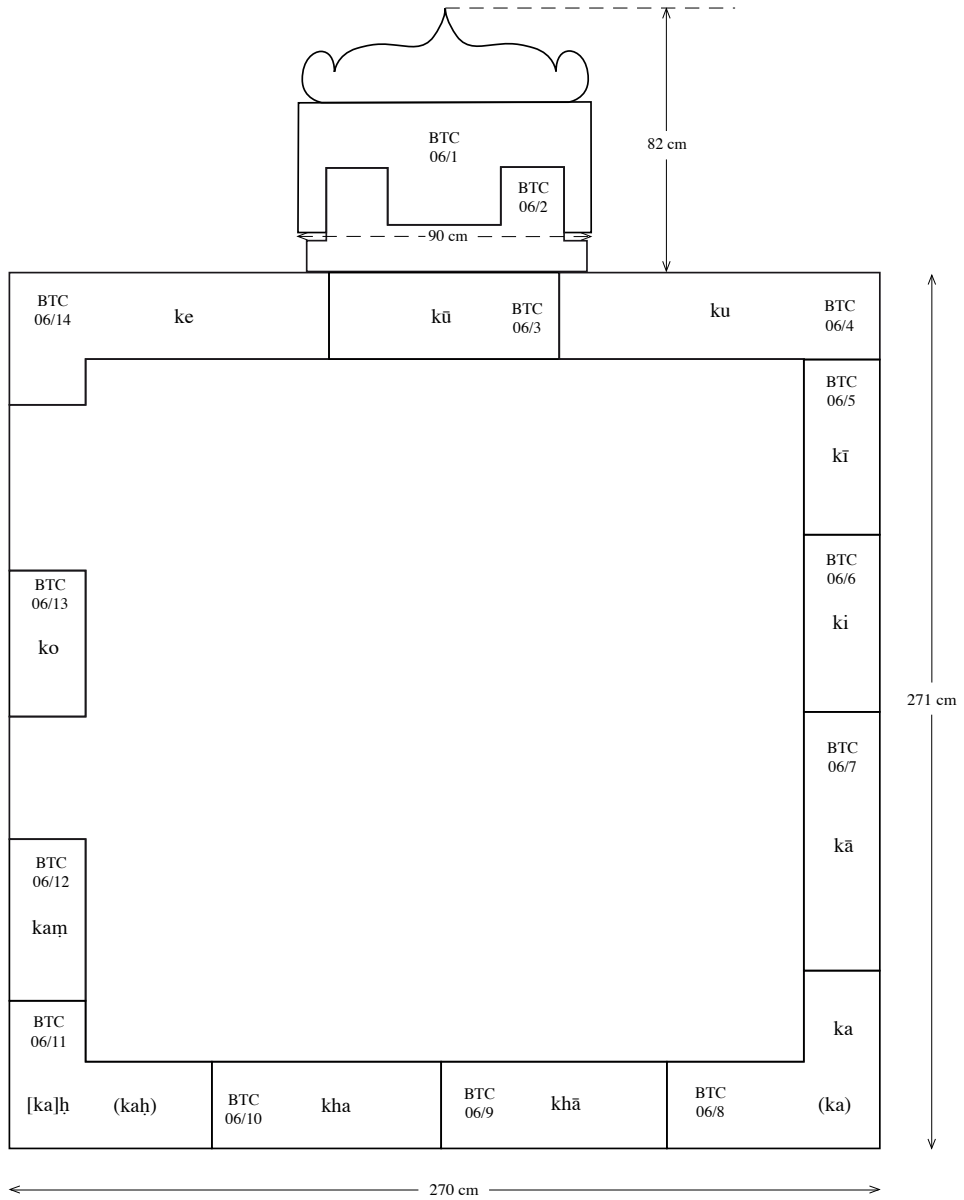 BTC
06/1
82 cm
BTC
06/2
90 cm
BTC
06/14
ke
kū
BTC
06/3
ku
BTC
06/4
BTC
06/5
kī
BTC
06/6
ki
BTC
06/13
ko
271 cm
BTC
06/7
kā
BTC
06/12
kaṃ
BTC
06/11
ka
[ka]ḥ
(kaḥ)
BTC
06/10
kha
BTC
06/9
khā
BTC
06/8
(ka)
270 cm